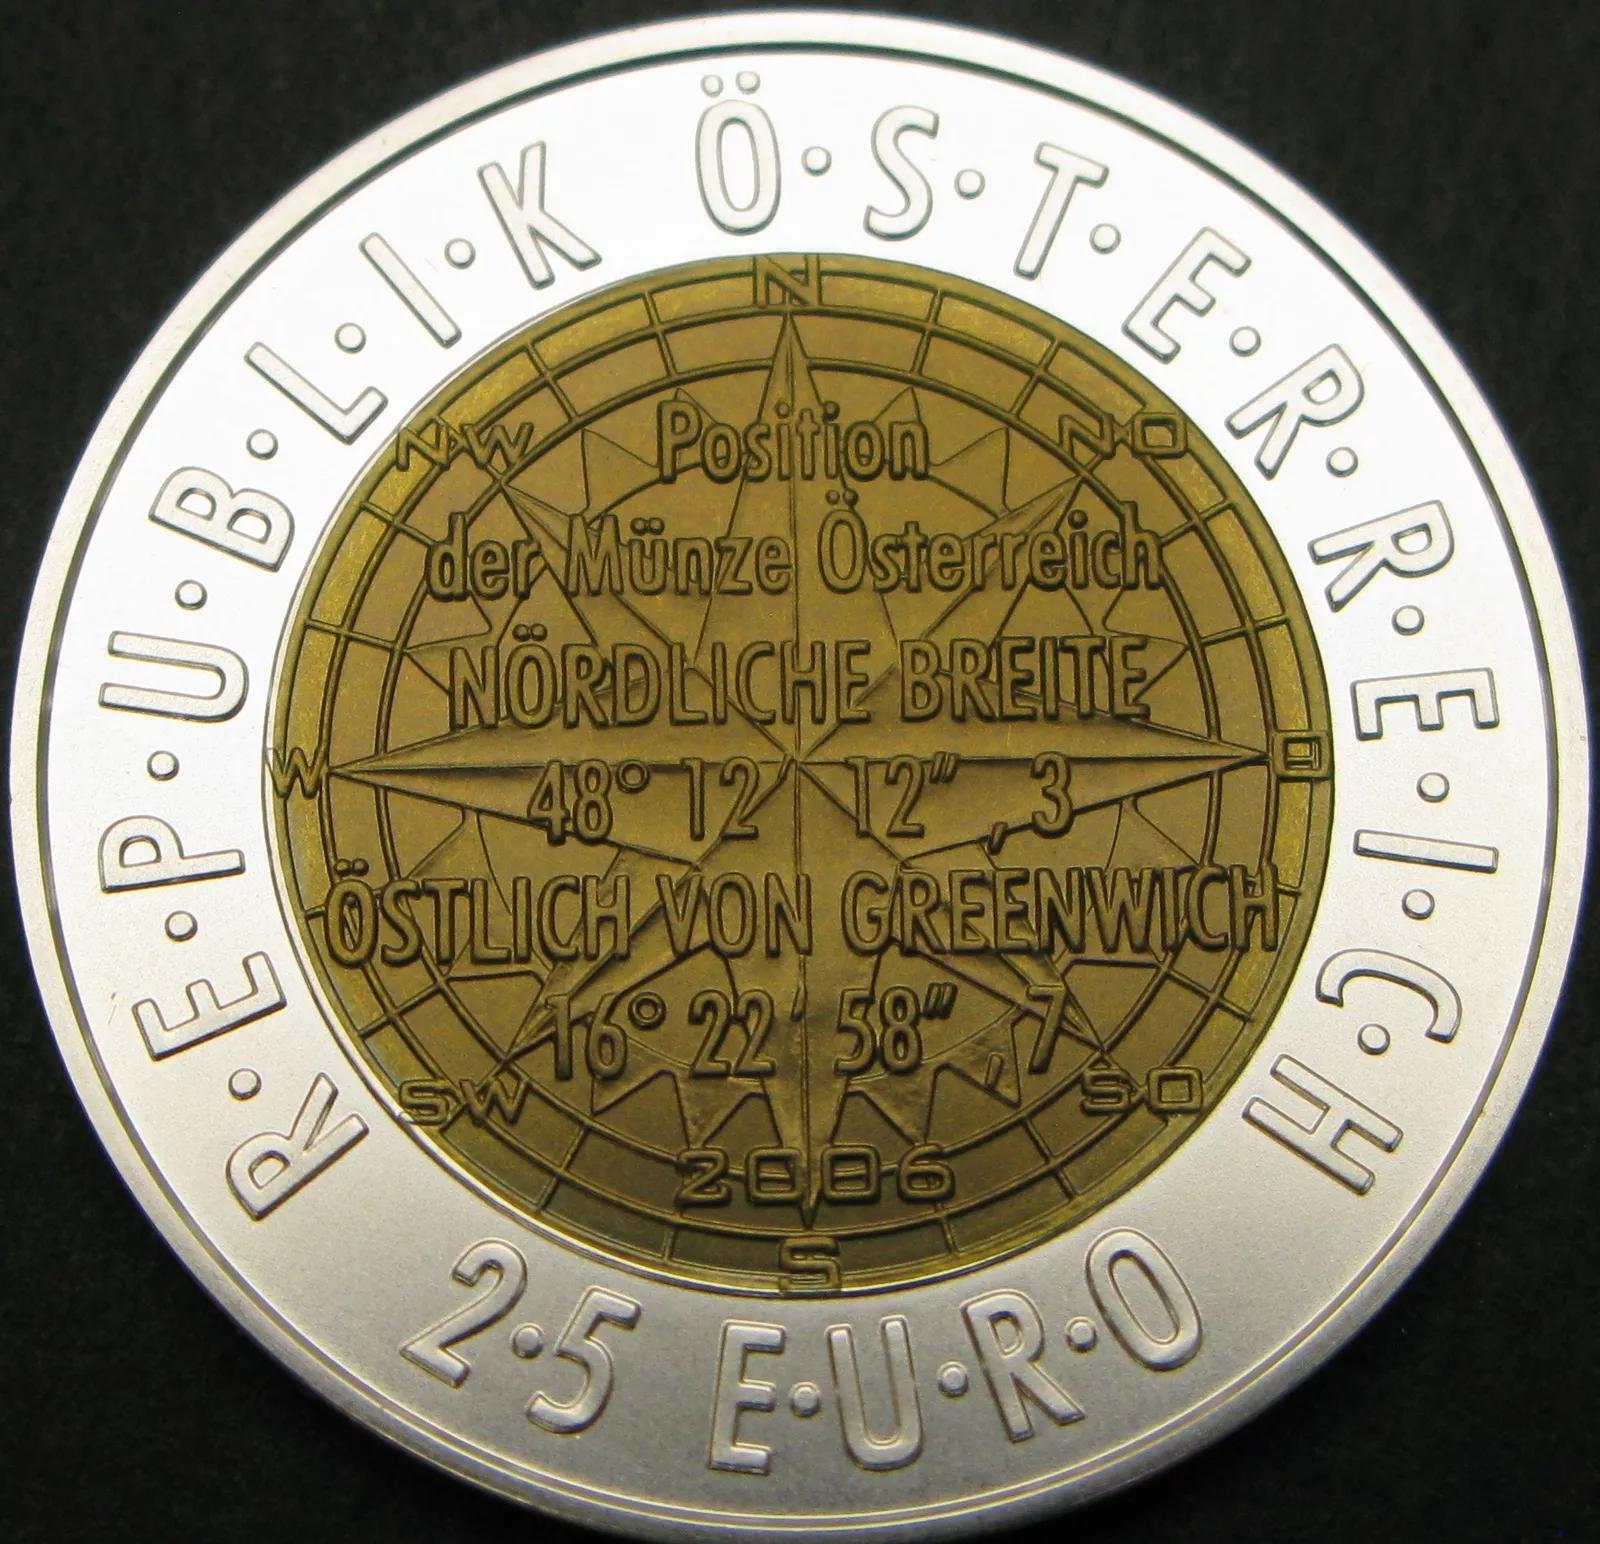 R·E·P·U·B·L·I·K Ö·S·T·E·R·R·E·I·C·H
N
NW
NO
Position
der Münze Österreich
NÖRDLICHE BREITE
W
O
48° 12' 12", 3
ÖSTLICH VON GREENWICH
16° 22' 58", 7
SW
SO
2006
S
2·5 E·U·R·O